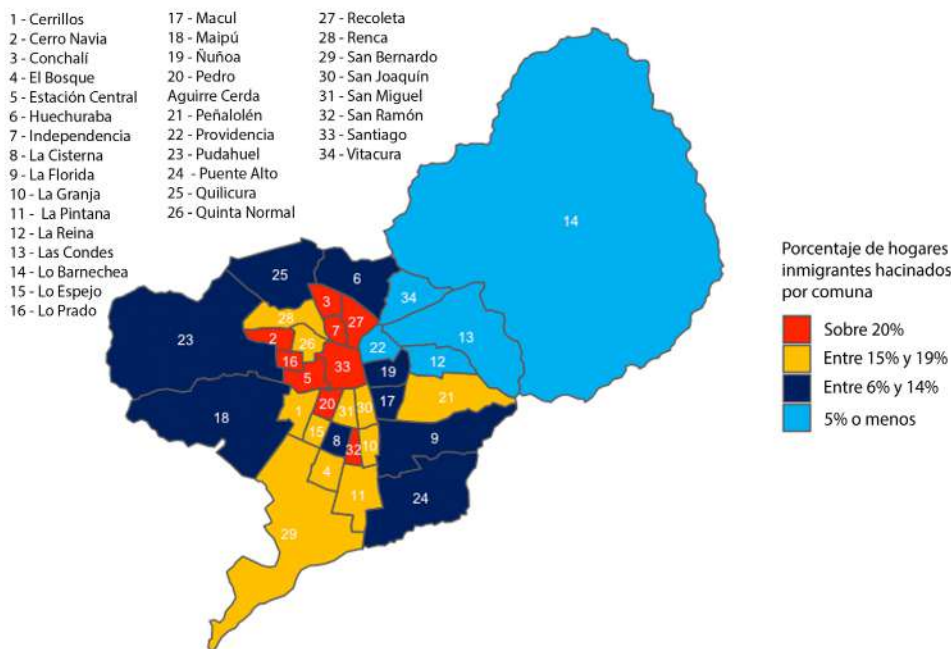 1 - Cerrillos
2 - Cerro Navia
3 - Conchalí
4 - El Bosque
5 - Estación Central
6 - Huechuraba
7 - Independencia
8 - La Cisterna
9 - La Florida
10 - La Granja
11 - La Pintana
12 - La Reina
13 - Las Condes
14 - Lo Barnechea
15 - Lo Espejo
16 - Lo Prado
17 - Macul
18 - Maipú
19 - Ñuñoa
20 - Pedro
Aguirre Cerda
21 - Peñalolén
22 - Providencia
23 - Pudahuel
24 - Puente Alto
25 - Quilicura
26 - Quinta Normal
27 - Recoleta
28 - Renca
29 - San Bernardo
30 - San Joaquín
31 - San Miguel
32 - San Ramón
33 - Santiago
34 - Vitacura
14
25
6
34
3
27
28
7
13
23
2
26
22
16
33
12
19
5
20
21
18
1
31
30
17
15
8
32
10
9
4
11
24
29
Porcentaje de hogares
inmigrantes hacinados
por comuna
Sobre 20%
Entre 15% y 19%
Entre 6% y 14%
5% o menos